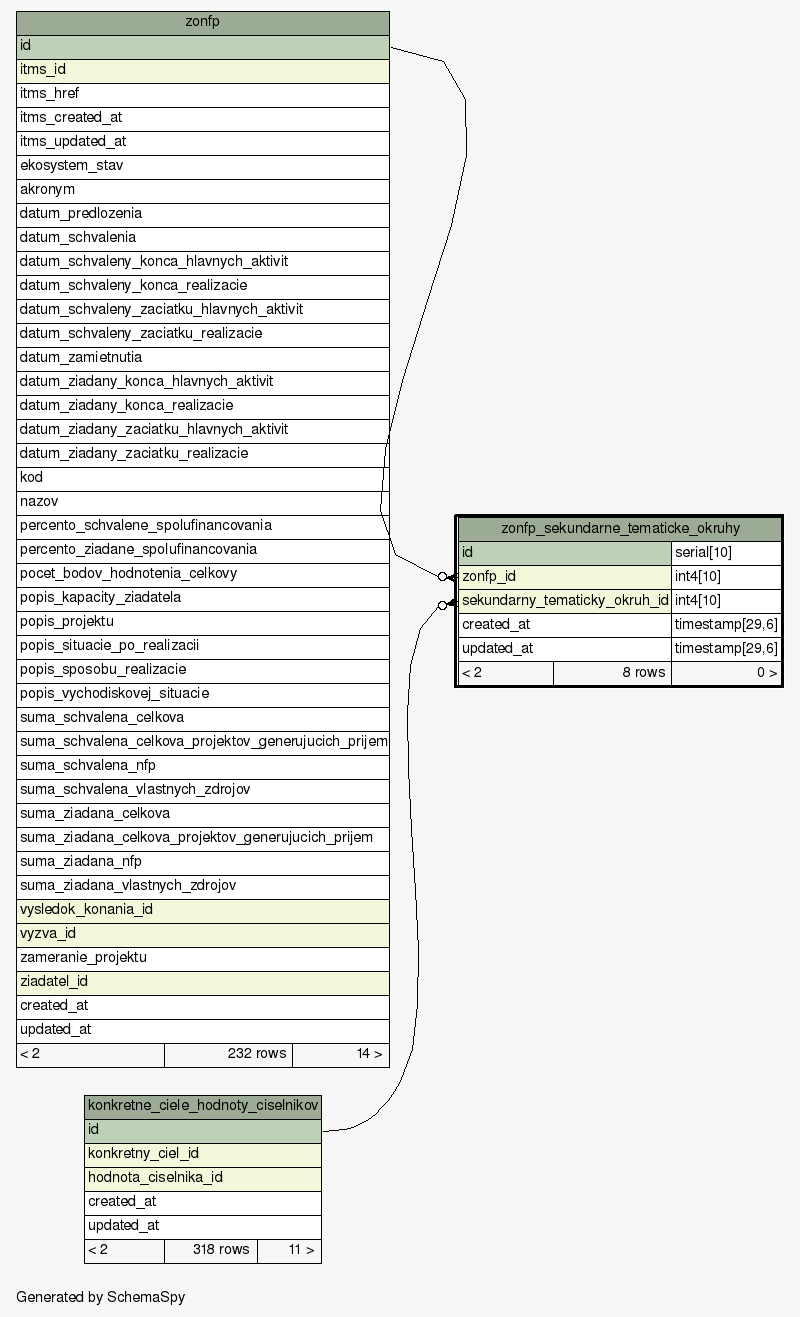 zonfp
id
itms_id
itms_href
itms_created_at
itms_updated_at
ekosystem_stav
akronym
datum_predlozenia
datum_schvalenia
datum_schvaleny_konca_hlavnych_aktivit
datum_schvaleny_konca_realizacie
datum_schvaleny_zaciatku_hlavnych_aktivit
datum_schvaleny_zaciatku_realizacie
datum_zamietnutia
datum_ziadany_konca_hlavnych_aktivit
datum_ziadany_konca_realizacie
datum_ziadany_zaciatku_hlavnych_aktivit
datum_ziadany_zaciatku_realizacie
kod
nazov
percento_schvalene_spolufinancovania
percento_ziadane_spolufinancovania
pocet_bodov_hodnotenia_celkovy
popis_kapacity_ziadatela
popis_projektu
popis_situacie_po_realizacii
popis_sposobu_realizacie
popis_vychodiskovej_situacie
suma_schvalena_celkova
suma_schvalena_celkova_projektov_generujucich_prijem
suma_schvalena_nfp
suma_schvalena_vlastnych_zdrojov
suma_ziadana_celkova
suma_ziadana_celkova_projektov_generujucich_prijem
suma_ziadana_nfp
suma_ziadana_vlastnych_zdrojov
vysledok_konania_id
vyzva_id
zameranie_projektu
ziadatel_id
created_at
updated_at
< 2 232 rows 14 >
zonfp_sekundarne_tematicke_okruhy
id serial[10]
zonfp_id int4[10]
sekundarny_tematicky_okruh_id int4[10]
created_at timestamp[29,6]
updated_at timestamp[29,6]
< 2 8 rows 0 >
konkretne_ciele_hodnoty_ciselnikov
id
konkretny_ciel_id
hodnota_ciselnika_id
created_at
updated_at
< 2 318 rows 11 >
Generated by SchemaSpy